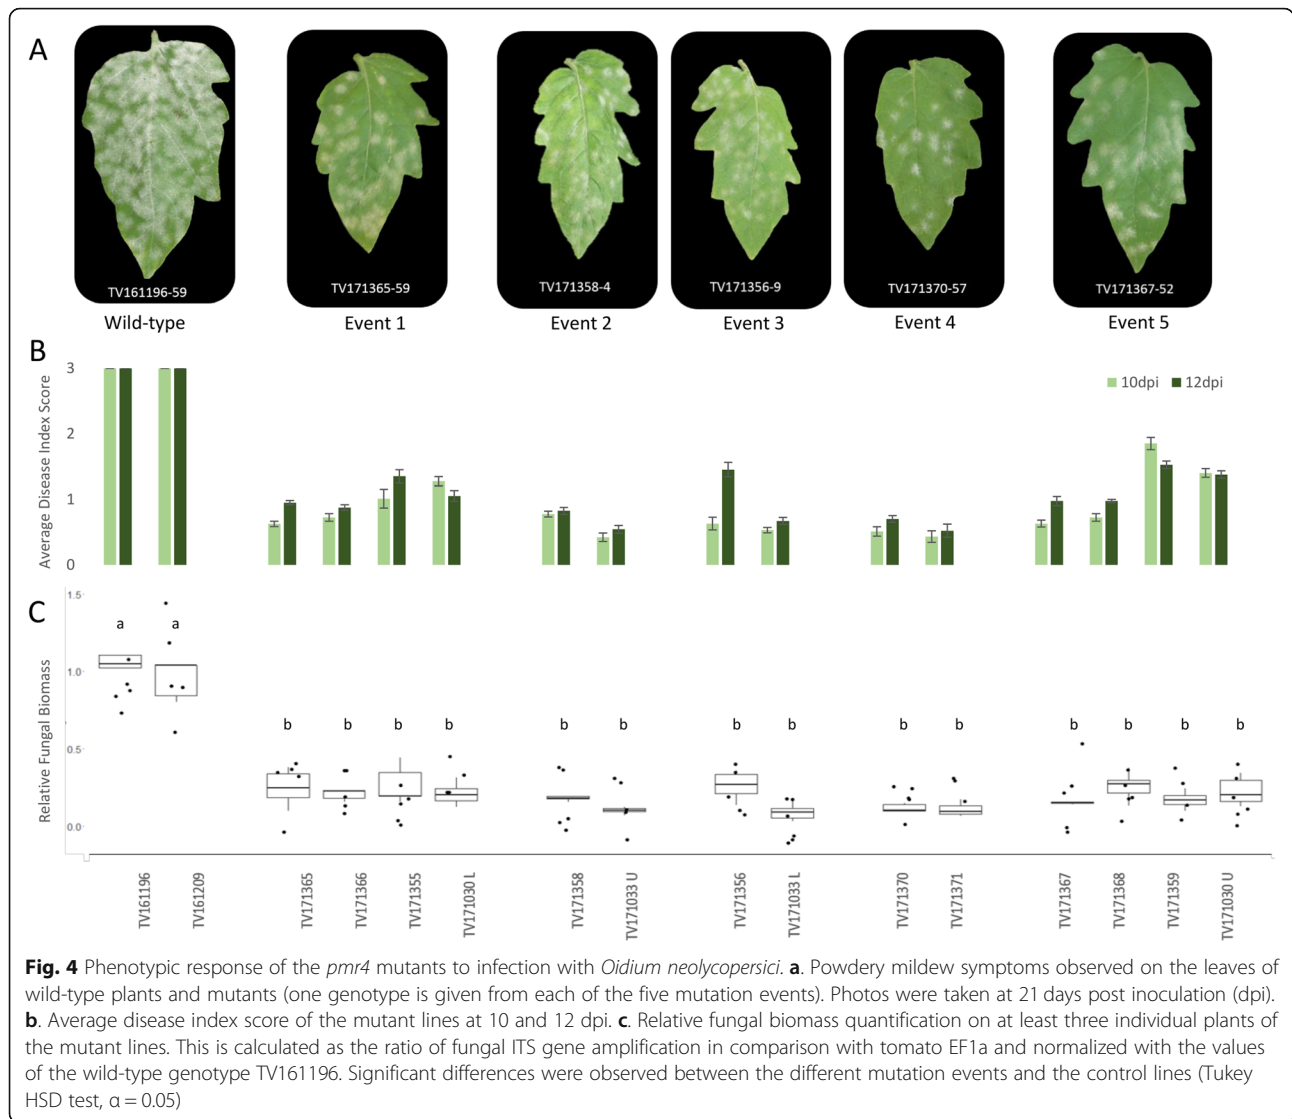 A
TV161196-59
TV171365-59
TV171358-4
TV171356-9
TV171370-57
TV171367-52
Wild-type
Event 1
Event 2
Event 3
Event 4
Event 5
B
Average Disease Index Score
3
2
1
0
10dpi
12dpi
C
Relative Fungal Biomass
1.5
1.0
0.5
0.0
a
a
b
b
b
b
b
b
b
b
b
b
b
b
b
b
TV161196
TV161209
TV171365
TV171366
TV171355
TV17130 L
TV171358
TV171033 U
TV171356
TV171033 L
TV171370
TV171371
TV171367
TV171368
TV171359
TV171030 U
Fig. 4 Phenotypic response of the pmr4 mutants to infection with Oidium neolycopersici. a. Powdery mildew symptoms observed on the leaves of
wild-type plants and mutants (one genotype is given from each of the five mutation events). Photos were taken at 21 days post inoculation (dpi).
b. Average disease index score of the mutant lines at 10 and 12 dpi. c. Relative fungal biomass quantification on at least three individual plants of
the mutant lines. This is calculated as the ratio of fungal ITS gene amplification in comparison with tomato EF1a and normalized with the values
of the wild-type genotype TV161196. Significant differences were observed between the different mutation events and the control lines (Tukey
HSD test, α = 0.05)